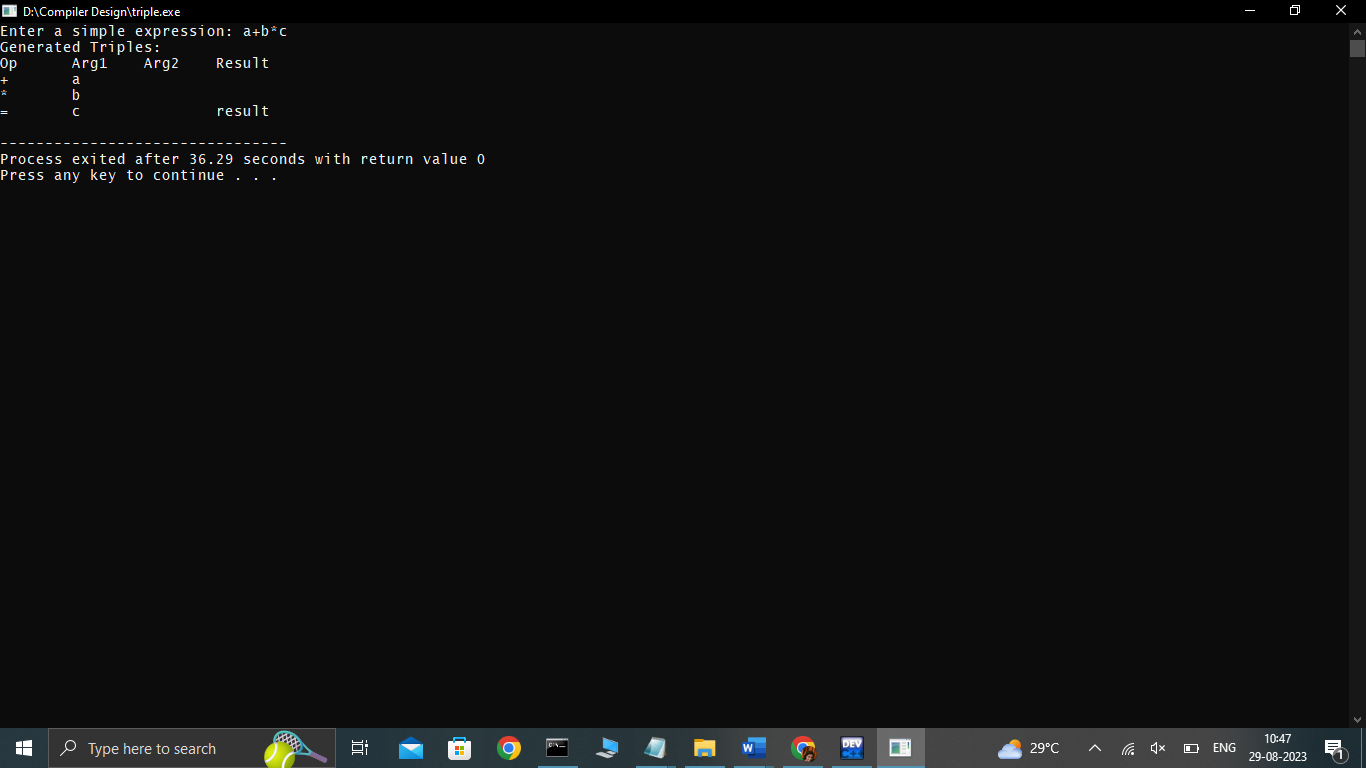 D:\Compiler Design\triple.exe
Enter a simple expression: a+b*c
Generated Triples:
Op Arg1 Arg2 Result
+ a
* b
= c result
--------------------------------
Process exited after 36.29 seconds with return value 0
Press any key to continue . . .
Type here to search
DEV
29°C
ENG
10:47
29-08-2023
1